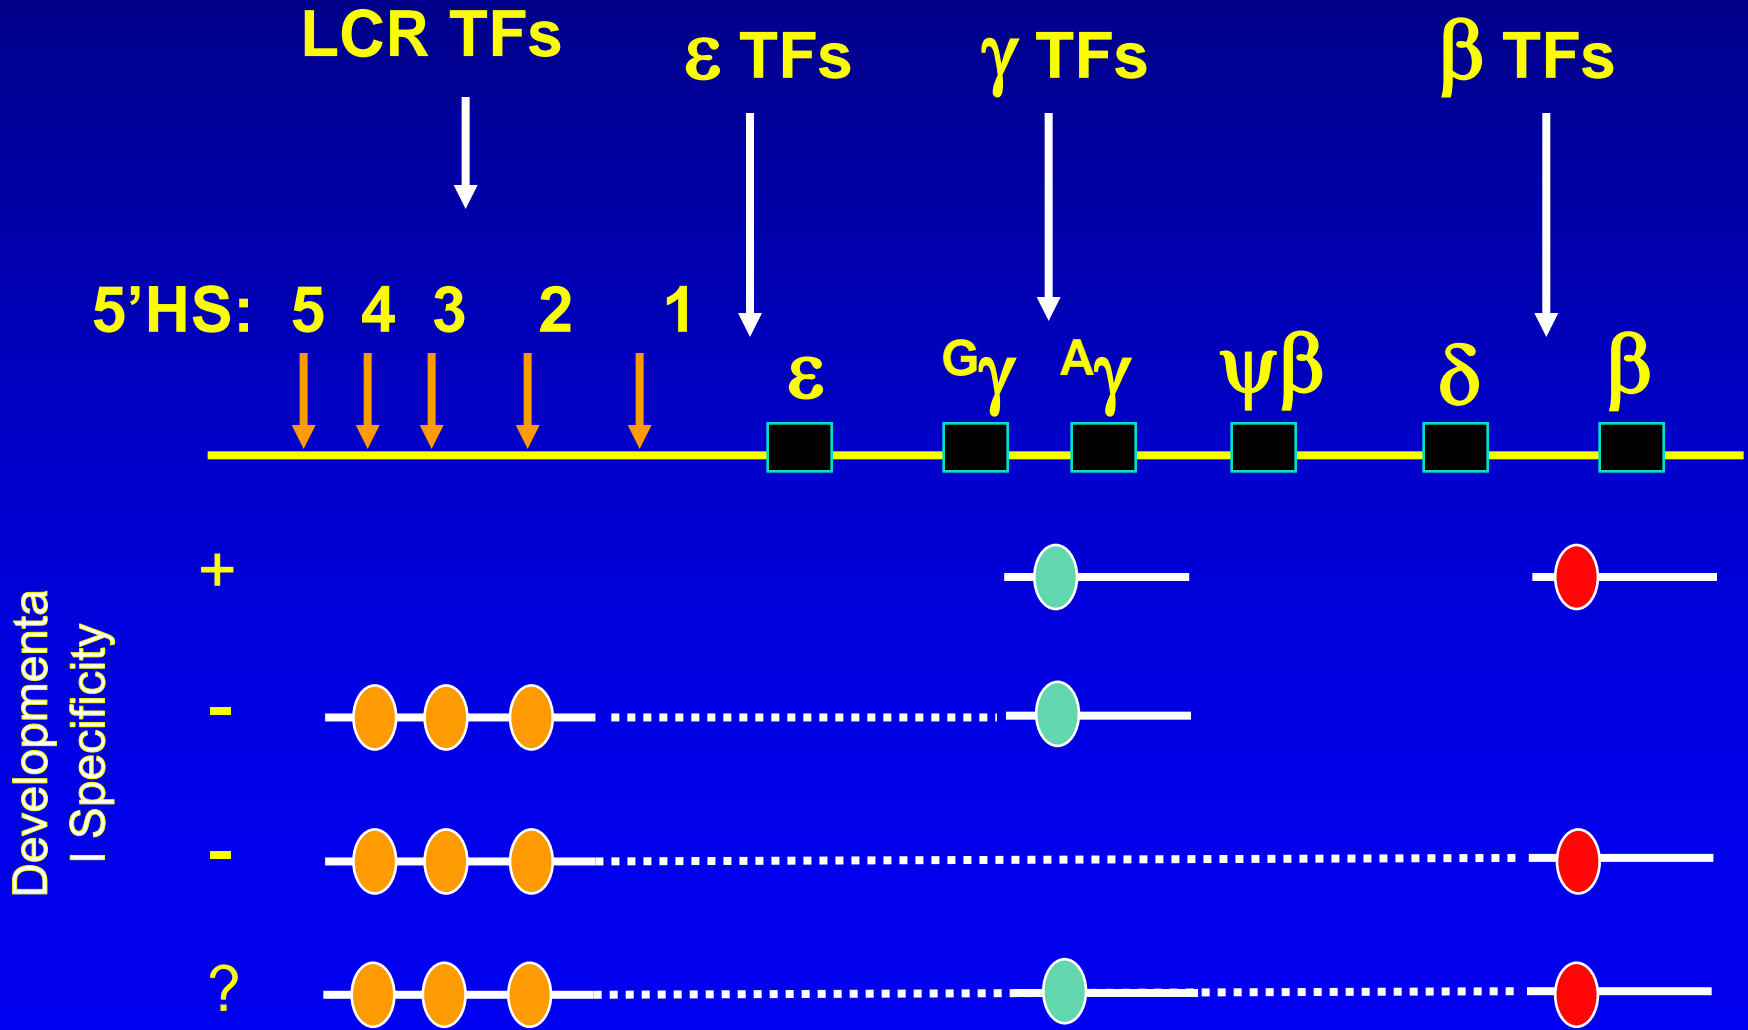 LCR TFs
ε TFs
γ TFs
β TFs
5’HS: 5 4 3 2 1
ε
Gγ
Aγ
ψβ
δ
β
+
-
-
?
Developmenta
l Specificity